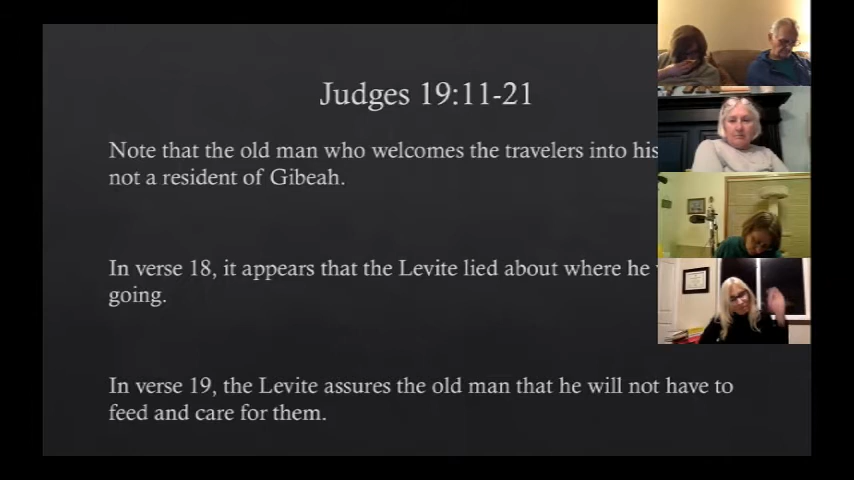 Judges 19:11-21
Note that the old man who welcomes the travelers into his
not a resident of Gibeah.
In verse 18, it appears that the Levite lied about where he
going.
In verse 19, the Levite assures the old man that he will not have to
feed and care for them.